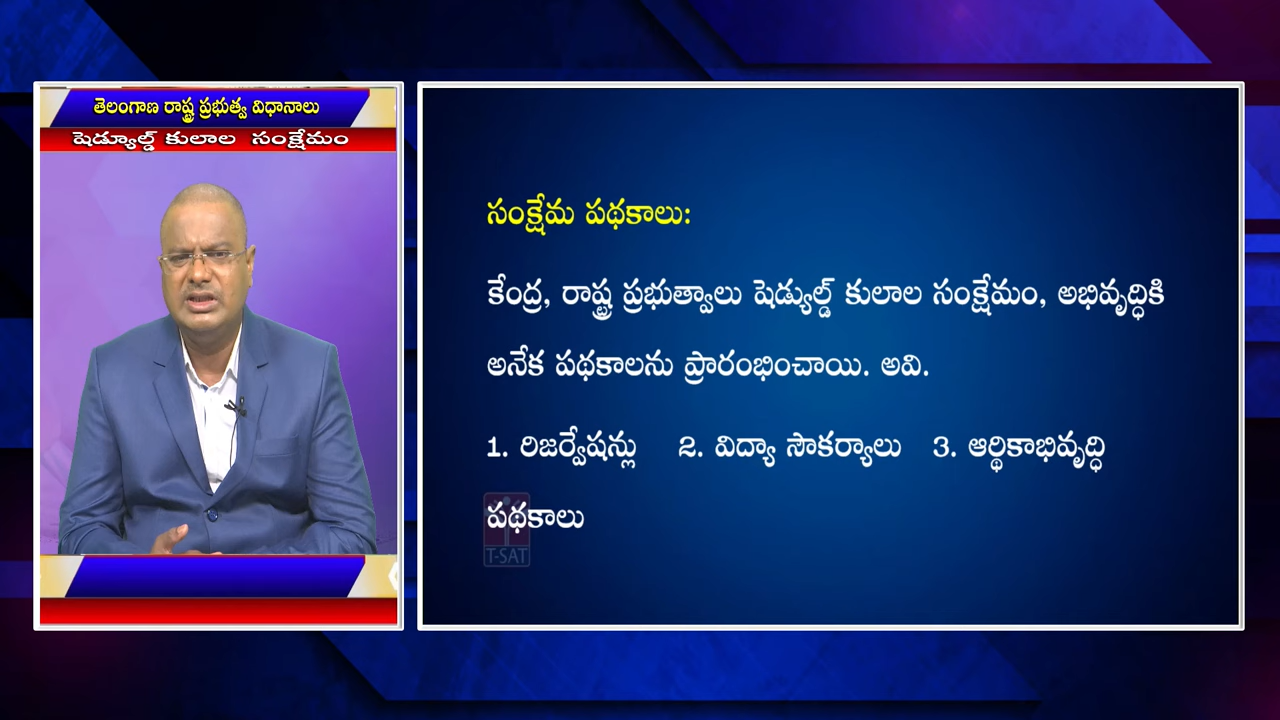 తెలంగాణ రాష్ట్ర ప్రభుత్వ విధానాలు
షెడ్యూల్డ్ కులాల సంక్షేమం
సంక్షేమ పథకాలు:
కేంద్ర, రాష్ట్ర ప్రభుత్వాలు షెడ్యుల్డ్ కులాల సంక్షేమం, అభివృద్ధికి
అనేక పథకాలను ప్రారంభించాయి. అవి.
1. రిజర్వేషన్లు 2. విద్యా సౌకర్యాలు 3. ఆర్థికాభివృద్ధి
పథకాలు
T-SAT